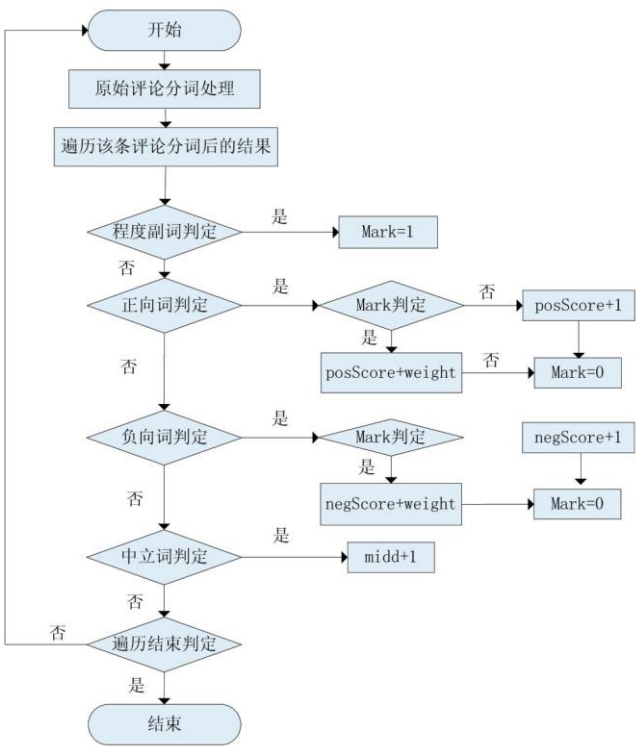 开始
原始评论分词处理
遍历该条评论分词后的结果
程度副词判定
是
Mark=1
否
正向词判定
是
Mark判定
否
posScore+1
是
posScore+weight
否
Mark=0
否
负向词判定
是
Mark判定
negScore+1
是
negScore+weight
Mark=0
否
中立词判定
是
midd+1
否
遍历结束判定
否
是
结束